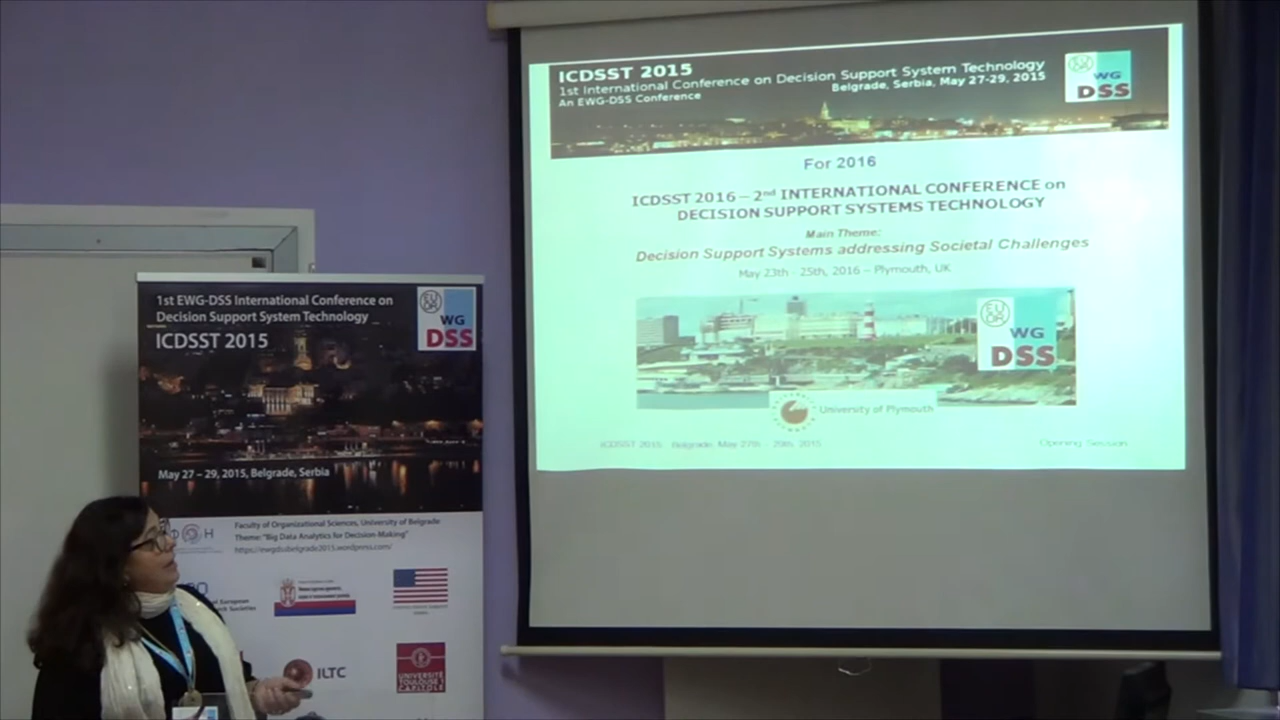 ICDSST 2015
1st International Conference on Decision Support System Technology
Belgrade, Serbia, May 27-29, 2015
An EWG-DSS Conference
WG
DSS
For 2016
ICDSST 2016 – 2nd INTERNATIONAL CONFERENCE on
DECISION SUPPORT SYSTEMS TECHNOLOGY
Main Theme:
Decision Support Systems addressing Societal Challenges
May 23th - 25th, 2016 – Plymouth, UK
WG
DSS
University of Plymouth
ICDSST 2015, Belgrade, May 27th - 29th, 2015
Opening Session
1st EWG-DSS International Conference on
Decision Support System Technology
ICDSST 2015
WG
DSS
May 27 – 29, 2015, Belgrade, Serbia
Faculty of Organizational Sciences, University of Belgrade
Theme: "Big Data Analytics for Decision-Making"
https://ewgdssbelgrade2015.wordpress.com/
ILTC
UNIVERSITÉ
TOULOUSE 1
CAPITOLE